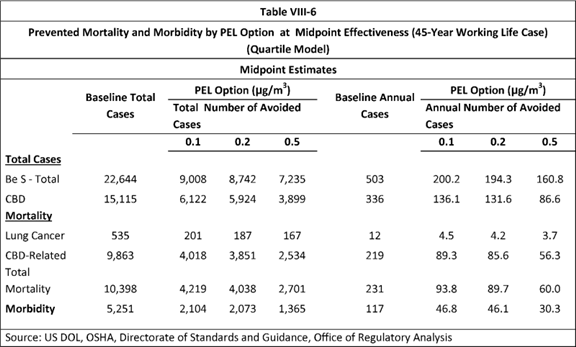 Table VIII-6
Prevented Mortality and Morbidity by PEL Option at Midpoint Effectiveness (45-Year Working Life Case)
(Quartile Model)
Midpoint Estimates
Baseline Total Cases PEL Option (µg/m³) Baseline Annual Cases PEL Option (µg/m³)
Total Number of Avoided Cases Annual Number of Avoided Cases
0.1 0.2 0.5 0.1 0.2 0.5
Total Cases
Be S - Total 22,644 9,008 8,742 7,235 503 200.2 194.3 160.8
CBD 15,115 6,122 5,924 3,899 336 136.1 131.6 86.6
Mortality
Lung Cancer 535 201 187 167 12 4.5 4.2 3.7
CBD-Related 9,863 4,018 3,851 2,534 219 89.3 85.6 56.3
Total
Mortality 10,398 4,219 4,038 2,701 231 93.8 89.7 60.0
Morbidity 5,251 2,104 2,073 1,365 117 46.8 46.1 30.3
Source: US DOL, OSHA, Directorate of Standards and Guidance, Office of Regulatory Analysis